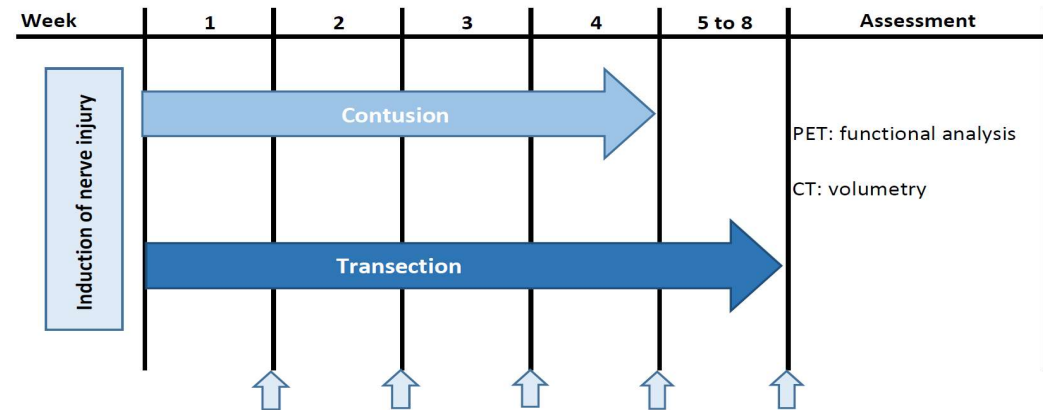 Week 1 2 3 4 5 to 8 Assessment
Induction of nerve injury
Contusion
PET: functional analysis
CT: volumetry
Transection